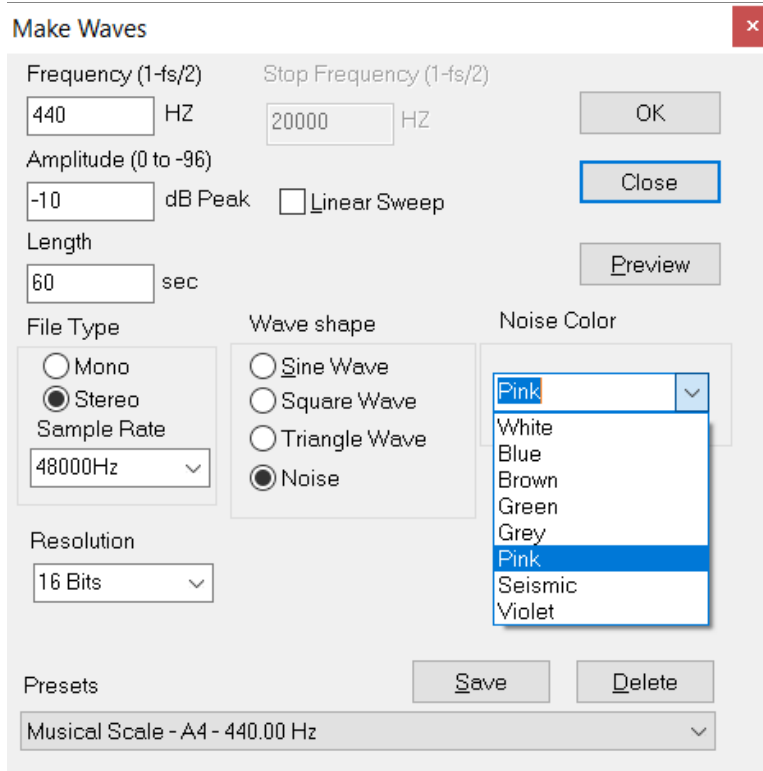 Make Waves
Frequency (1-fs/2)
Stop Frequency (1-fs/2)
440 HZ
20000 HZ
OK
Amplitude (0 to -96)
-10 dB Peak
Linear Sweep
Close
Length
60 sec
Preview
File Type
Mono
Stereo
Sample Rate
48000Hz
Wave shape
Sine Wave
Square Wave
Triangle Wave
Noise
Noise Color
Pink
White
Blue
Brown
Green
Grey
Pink
Seismic
Violet
Resolution
16 Bits
Save
Delete
Presets
Musical Scale - A4 - 440.00 Hz